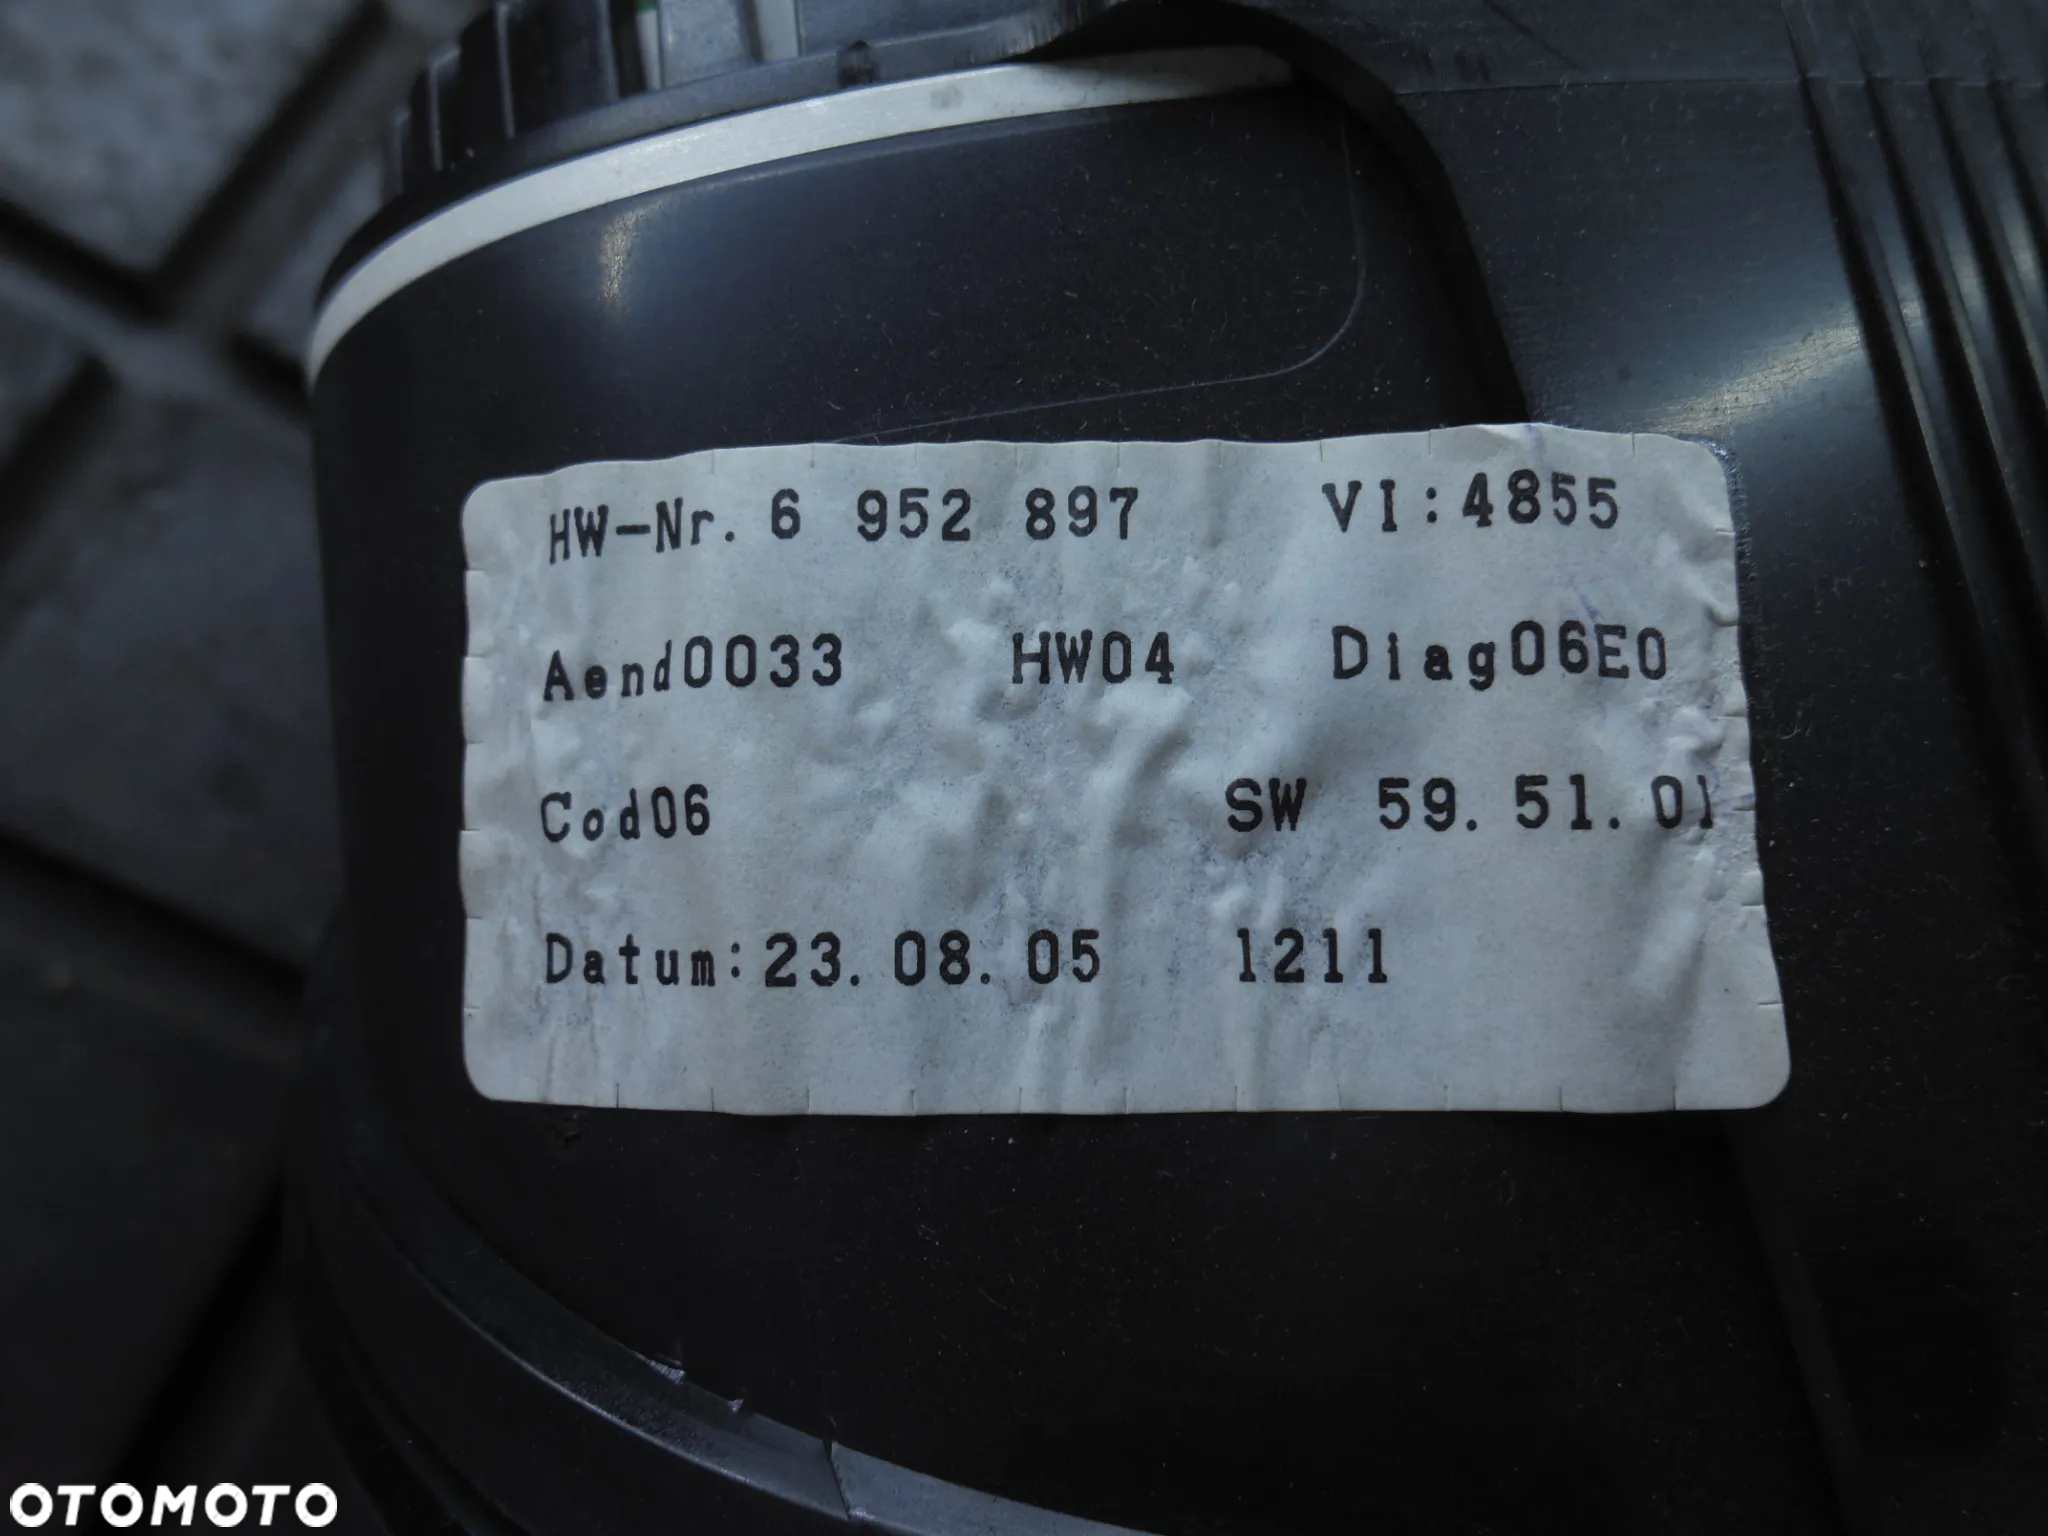 HW-Nr. 6 952 897 VI:4855
Aend0033 HW04 Diag06E0
Cod06 SW 59.51.01
Datum:23.08.05 1211
OTOMOTO